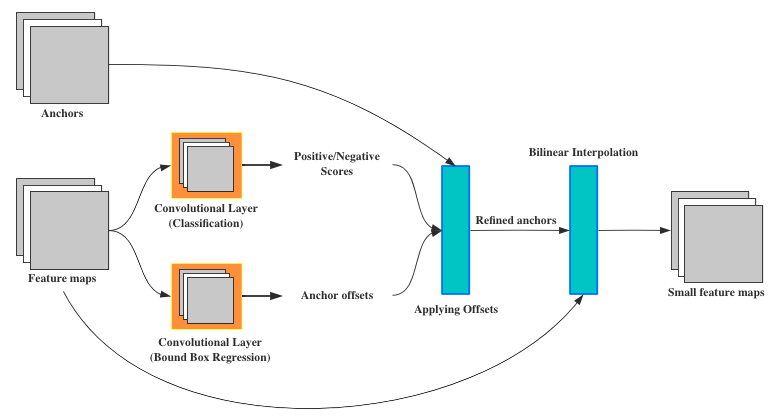 Anchors
Positive/Negative
Scores
Bilinear Interpolation
Convolutional Layer
(Classification)
Refined anchors
Feature maps
Anchor offsets
Small feature maps
Applying Offsets
Convolutional Layer
(Bound Box Regression)